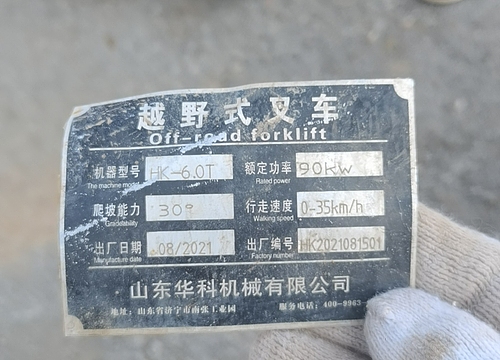 越野式叉车
Off-road forklift
机器型号 HK-6.0T 额定功率 90kw
The machine model Rated power
爬坡能力 30° 行走速度 0-35km/h
Gradeability Walking speed
出厂日期 08/2021 出厂编号 HK2021081501
Manufacture date Factory number
山东华科机械有限公司
地址：山东省济宁市南张工业园 服务电话：400-9963-